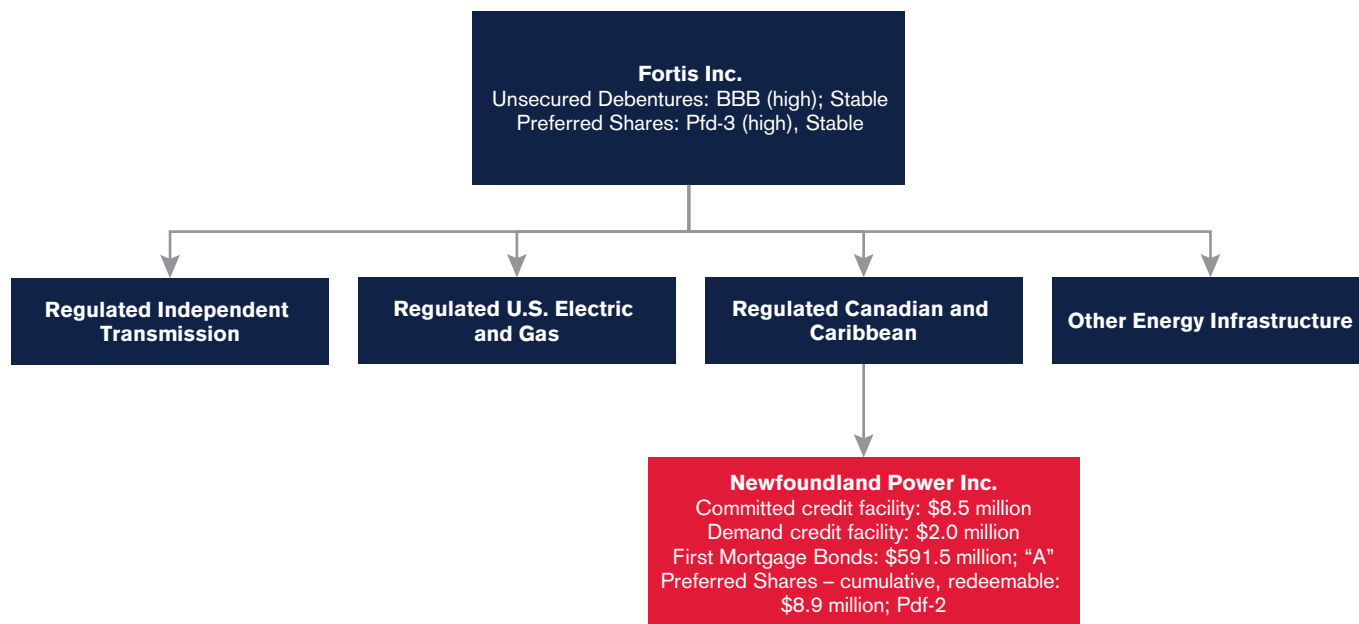 Fortis Inc.
Unsecured Debentures: BBB (high); Stable
Preferred Shares: Pfd-3 (high), Stable
Regulated Independent
Transmission
Regulated U.S. Electric
and Gas
Regulated Canadian and
Caribbean
Other Energy Infrastructure
Newfoundland Power Inc.
Committed credit facility: $8.5 million
Demand credit facility: $2.0 million
First Mortgage Bonds: $591.5 million; “A”
Preferred Shares – cumulative, redeemable:
$8.9 million; Pdf-2